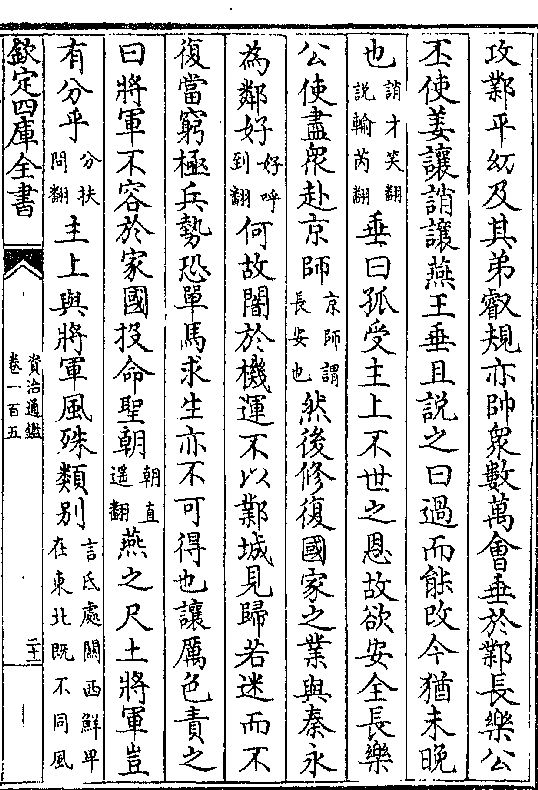 攻鄴平㓜及其弟叡規亦帥衆數萬會垂於鄴長樂公
丕使姜讓誚讓燕王垂且説之曰過而能改今猶未晚
也誚才笑翻説輸芮翻垂曰孤受主上不世之恩故欲安全長樂
公使盡衆赴京師京師謂長安也然後修復國家之業與秦永
為鄰好好呼到翻何故闇於機運不以鄴城見歸若迷而不
復當窮極兵勢恐單馬求生亦不可得也讓厲色責之
曰將軍不容於家國投命聖朝朝直遥翻燕之尺土將軍豈
有分乎分扶問翻主上與將軍風殊類别言氐處關西鮮卑在東北既不同風
欽定四庫全書
資治通鑑
卷一百五